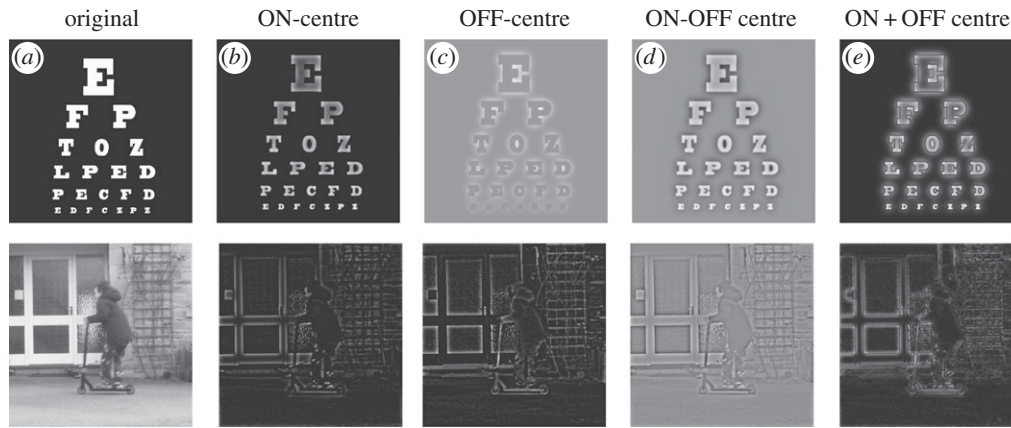 original ON-centre OFF-centre ON-OFF centre ON + OFF centre
(a) (b) (c) (d) (e)
E E E E E
F P F P F P F P F P
T O Z T O Z T O Z T O Z T O Z
L P E D L P E D L P E D L P E D L P E D
P E C F D P E C F D P E C F D P E C F D P E C F D
E D F C Z P Z E D F C Z P Z E D F C Z P Z E D F C Z P Z E D F C Z P Z